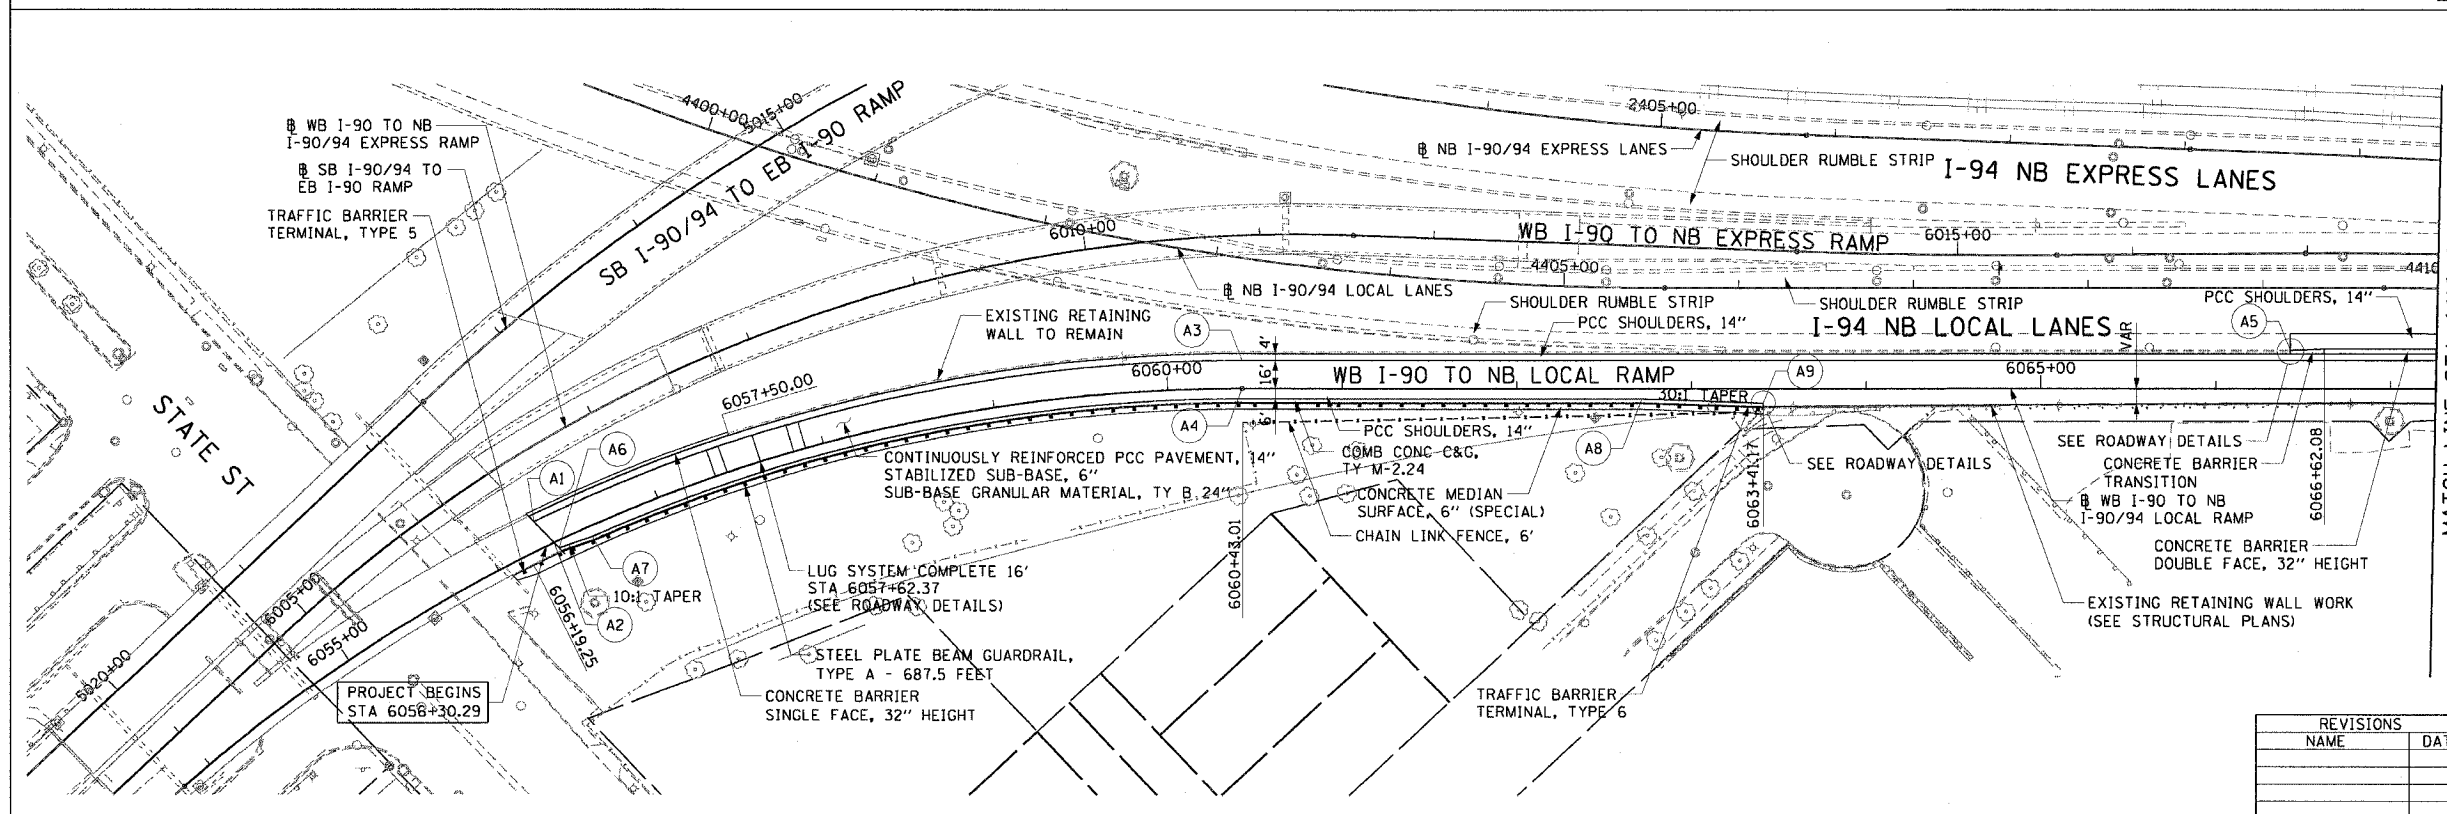 ℄ WB I-90 TO NB
I-90/94 EXPRESS RAMP
℄ SB I-90/94 TO
EB I-90 RAMP
TRAFFIC BARRIER
TERMINAL, TYPE 5
4400+00
5015+00
SB I-90/94 TO EB I-90 RAMP
2405+00
℄ NB I-90/94 EXPRESS LANES
SHOULDER RUMBLE STRIP
I-94 NB EXPRESS LANES
6010+00
WB I-90 TO NB EXPRESS RAMP
6015+00
4405+00
4410
℄ NB I-90/94 LOCAL LANES
SHOULDER RUMBLE STRIP
SHOULDER RUMBLE STRIP
PCC SHOULDERS, 14"
EXISTING RETAINING
WALL TO REMAIN
A3
PCC SHOULDERS, 14"
I-94 NB LOCAL LANES
VAR
A5
4'
16'
6'
6060+00
WB I-90 TO NB LOCAL RAMP
A9
6065+00
6057+50.00
30:1 TAPER
STATE ST
A4
PCC SHOULDERS, 14"
A8
A6
A1
CONTINUOUSLY REINFORCED PCC PAVEMENT, 14"
STABILIZED SUB-BASE, 6"
SUB-BASE GRANULAR MATERIAL, TY B 24"
COMB CONC C&G,
TY M-2.24
CONCRETE MEDIAN
SURFACE, 6" (SPECIAL)
CHAIN LINK FENCE, 6'
SEE ROADWAY DETAILS
6063+41.17
SEE ROADWAY DETAILS
CONCRETE BARRIER
TRANSITION
℄ WB I-90 TO NB
I-90/94 LOCAL RAMP
6066+62.08
CONCRETE BARRIER
DOUBLE FACE, 32" HEIGHT
6060+43.01
A7
10:1 TAPER
A2
6056+19.25
LUG SYSTEM COMPLETE 16'
STA 6057+62.37
(SEE ROADWAY DETAILS)
EXISTING RETAINING WALL WORK
(SEE STRUCTURAL PLANS)
6005+00
6055+00
5020+00
STEEL PLATE BEAM GUARDRAIL,
TYPE A - 687.5 FEET
CONCRETE BARRIER
SINGLE FACE, 32" HEIGHT
PROJECT BEGINS
STA 6056+30.29
TRAFFIC BARRIER
TERMINAL, TYPE 6
REVISIONS
NAME